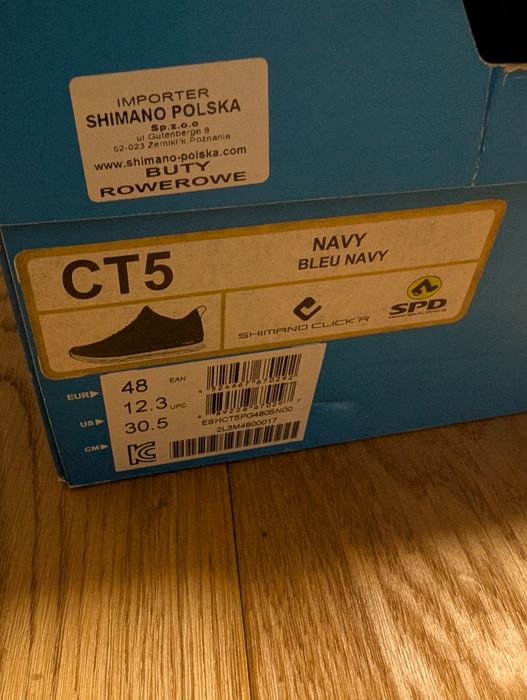 IMPORTER
SHIMANO POLSKA
Sp.z.o.o
ul.Gutenberga 9
62-023 Żerniki k.Poznania
www.shimano-polska.com
BUTY
ROWEROWE
CT5
NAVY
BLEU NAVY
SHIMANO CLICK'R
SPD
EUR▶ 48 EAN
US▶ 12.3 UPC
CM▶ 30.5
ESHCT5PG480SN00
2L3M4800017